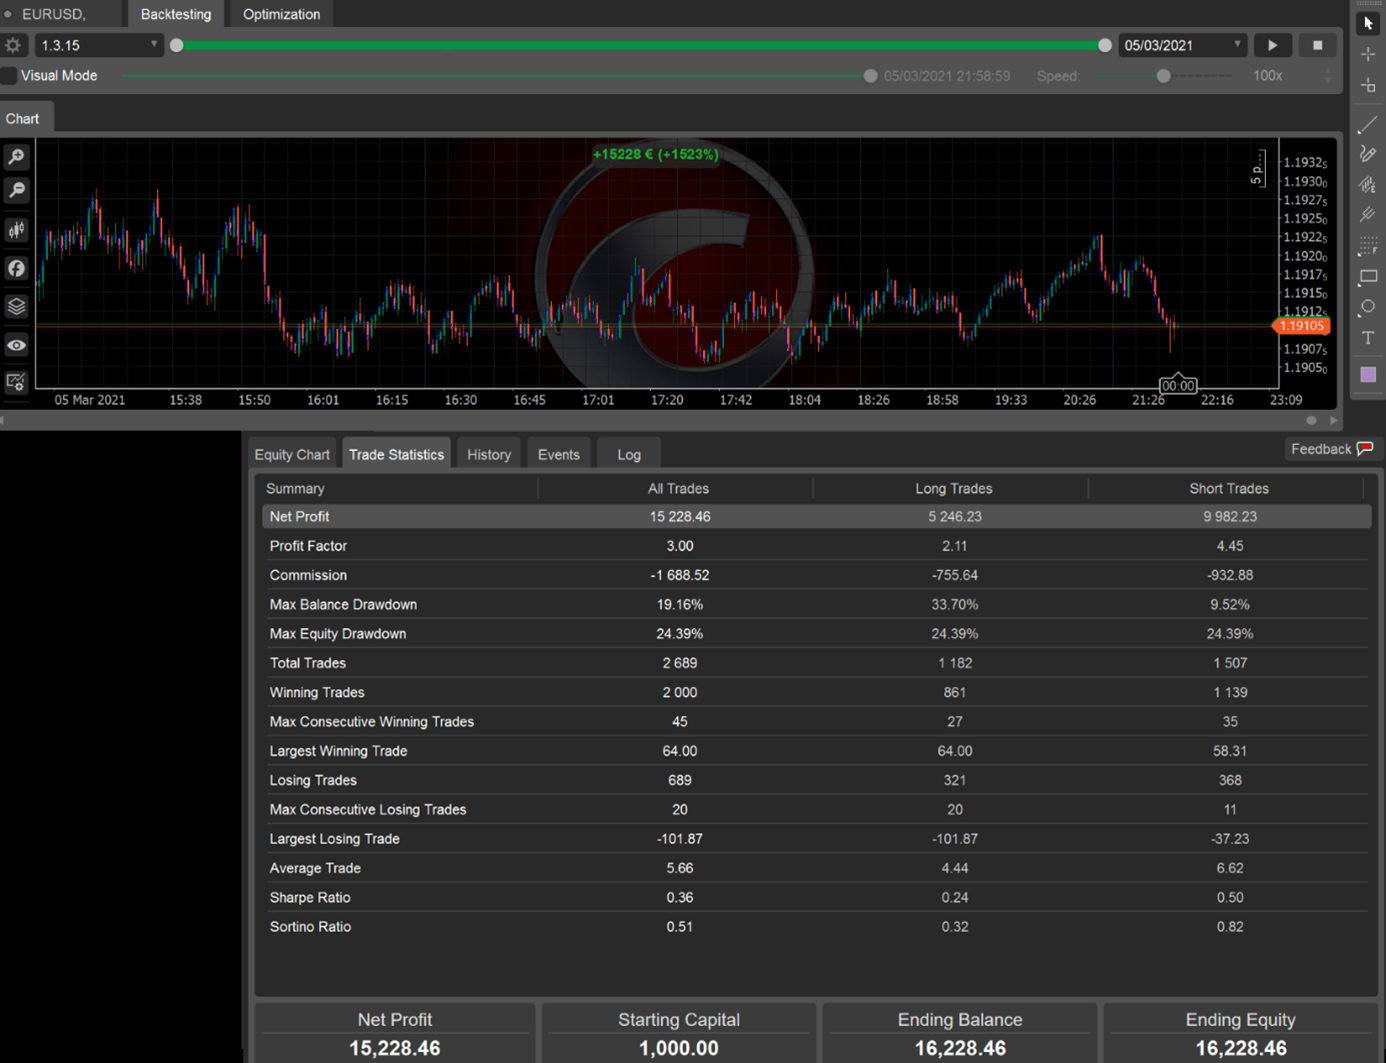 EURUSD, Backtesting Optimization
1.3.15 05/03/2021
Visual Mode 05/03/2021 21:58:59 Speed: 100x
Chart
+15228 € (+1523%)
5 p...
1.19325
1.19300
1.19275
1.19250
1.19225
1.19200
1.19175
1.19150
1.19125
1.19105
1.19075
1.19050
00:00
05 Mar 2021 15:38 15:50 16:01 16:15 16:30 16:45 17:01 17:20 17:42 18:04 18:26 18:58 19:33 20:26 21:26 22:16 23:09
Equity Chart Trade Statistics History Events Log Feedback
Summary All Trades Long Trades Short Trades
Net Profit 15 228.46 5 246.23 9 982.23
Profit Factor 3.00 2.11 4.45
Commission -1 688.52 -755.64 -932.88
Max Balance Drawdown 19.16% 33.70% 9.52%
Max Equity Drawdown 24.39% 24.39% 24.39%
Total Trades 2 689 1 182 1 507
Winning Trades 2 000 861 1 139
Max Consecutive Winning Trades 45 27 35
Largest Winning Trade 64.00 64.00 58.31
Losing Trades 689 321 368
Max Consecutive Losing Trades 20 20 11
Largest Losing Trade -101.87 -101.87 -37.23
Average Trade 5.66 4.44 6.62
Sharpe Ratio 0.36 0.24 0.50
Sortino Ratio 0.51 0.32 0.82
Net Profit Starting Capital Ending Balance Ending Equity
15,228.46 1,000.00 16,228.46 16,228.46